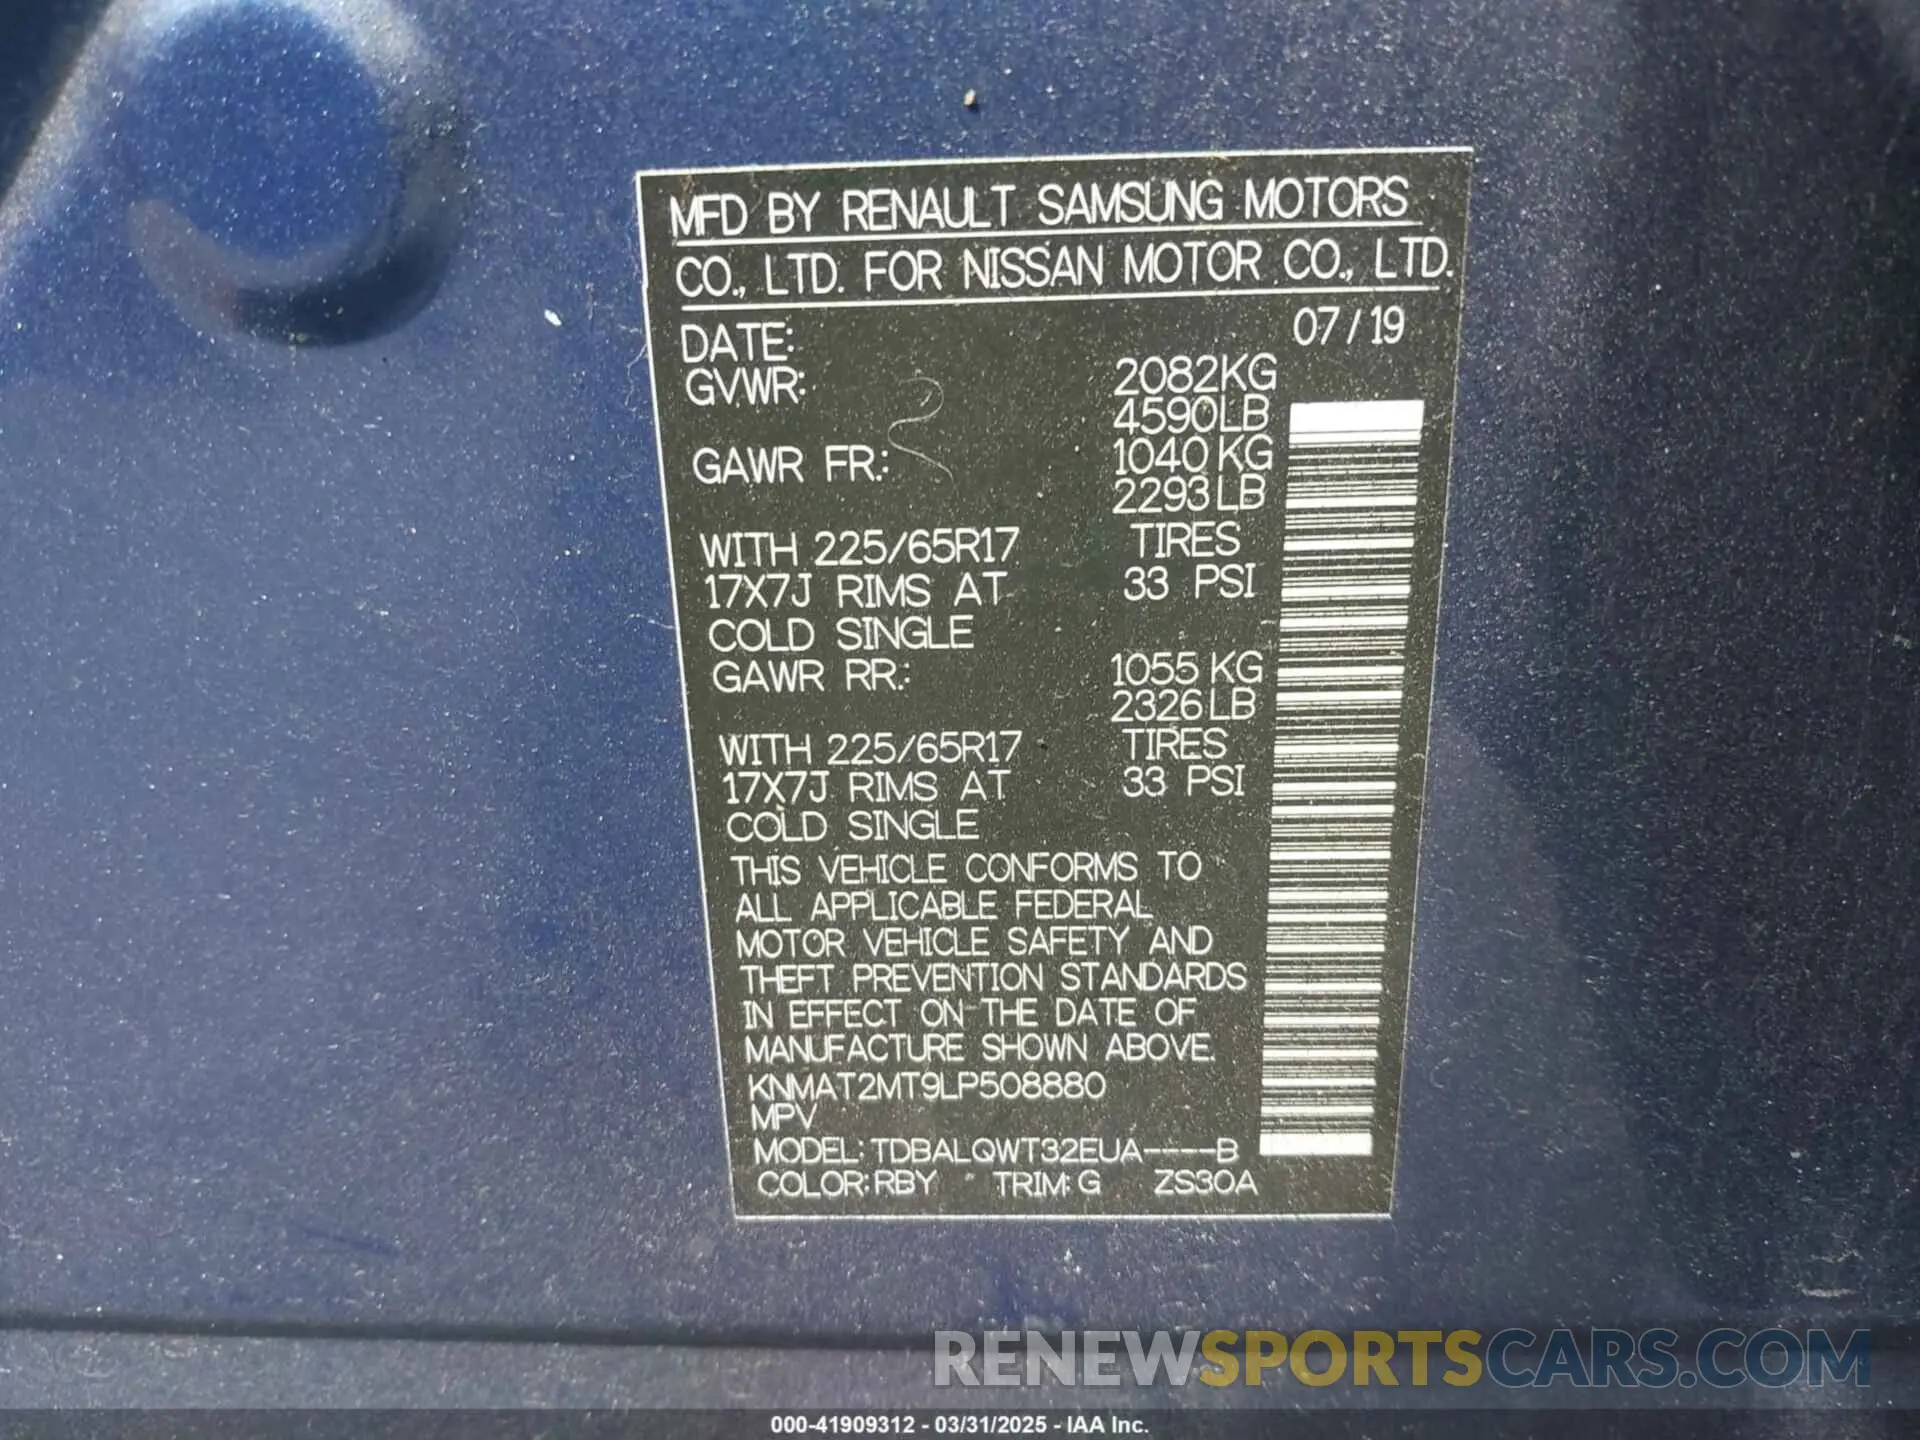 MFD BY RENAULT SAMSUNG MOTORS
CO., LTD. FOR NISSAN MOTOR CO., LTD.
DATE: 07/19
GVWR: 2082KG
4590LB
GAWR FR.: 1040 KG
2293LB
WITH 225/65R17 TIRES
17X7J RIMS AT 33 PSI
COLD SINGLE
GAWR RR.: 1055 KG
2326LB
WITH 225/65R17 TIRES
17X7J RIMS AT 33 PSI
COLD SINGLE
THIS VEHICLE CONFORMS TO
ALL APPLICABLE FEDERAL
MOTOR VEHICLE SAFETY AND
THEFT PREVENTION STANDARDS
IN EFFECT ON THE DATE OF
MANUFACTURE SHOWN ABOVE.
KNMAT2MT9LP508880
MPV
MODEL: TDBALQWT32EUA----B
COLOR: RBY TRIM: G ZS30A
RENEWSPORTSCARS.COM
000-41909312 - 03/31/2025 - IAA Inc.